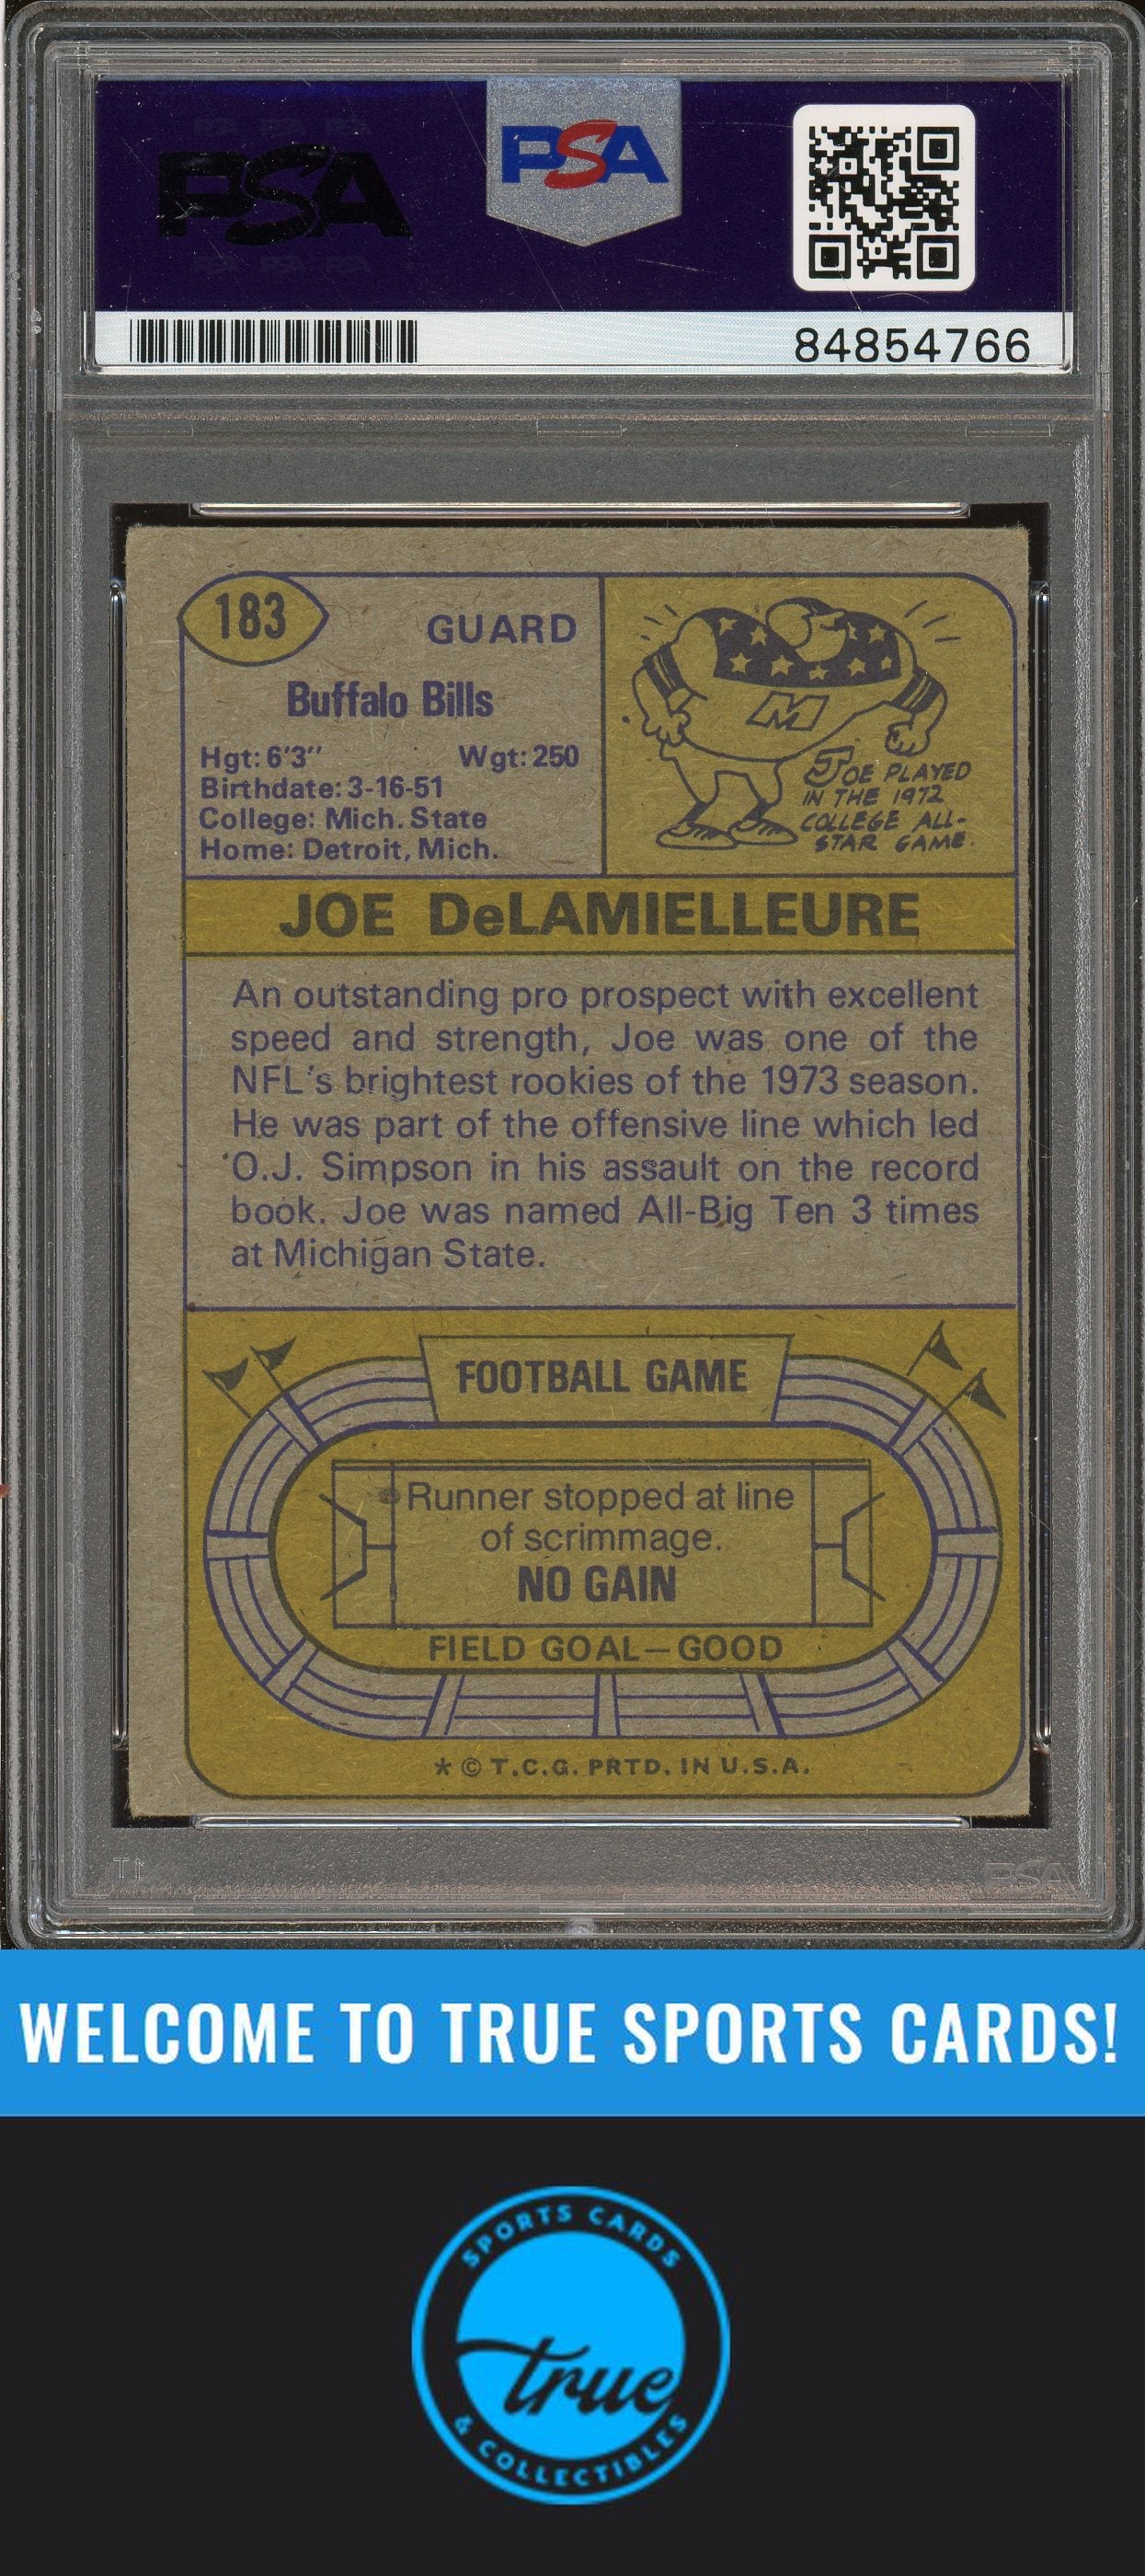 PSA
PSA
84854766
183
GUARD
Buffalo Bills
Hgt: 6'3" Wgt: 250
Birthdate: 3-16-51
College: Mich. State
Home: Detroit, Mich.
M
JOE PLAYED
IN THE 1972
COLLEGE ALL-
STAR GAME.
JOE DeLAMIELLEURE
An outstanding pro prospect with excellent
speed and strength, Joe was one of the
NFL's brightest rookies of the 1973 season.
He was part of the offensive line which led
O.J. Simpson in his assault on the record
book. Joe was named All-Big Ten 3 times
at Michigan State.
FOOTBALL GAME
Runner stopped at line
of scrimmage.
NO GAIN
FIELD GOAL—GOOD
* © T.C.G. PRTD. IN U.S.A.
PSA
WELCOME TO TRUE SPORTS CARDS!
SPORTS CARDS
true
& COLLECTIBLES